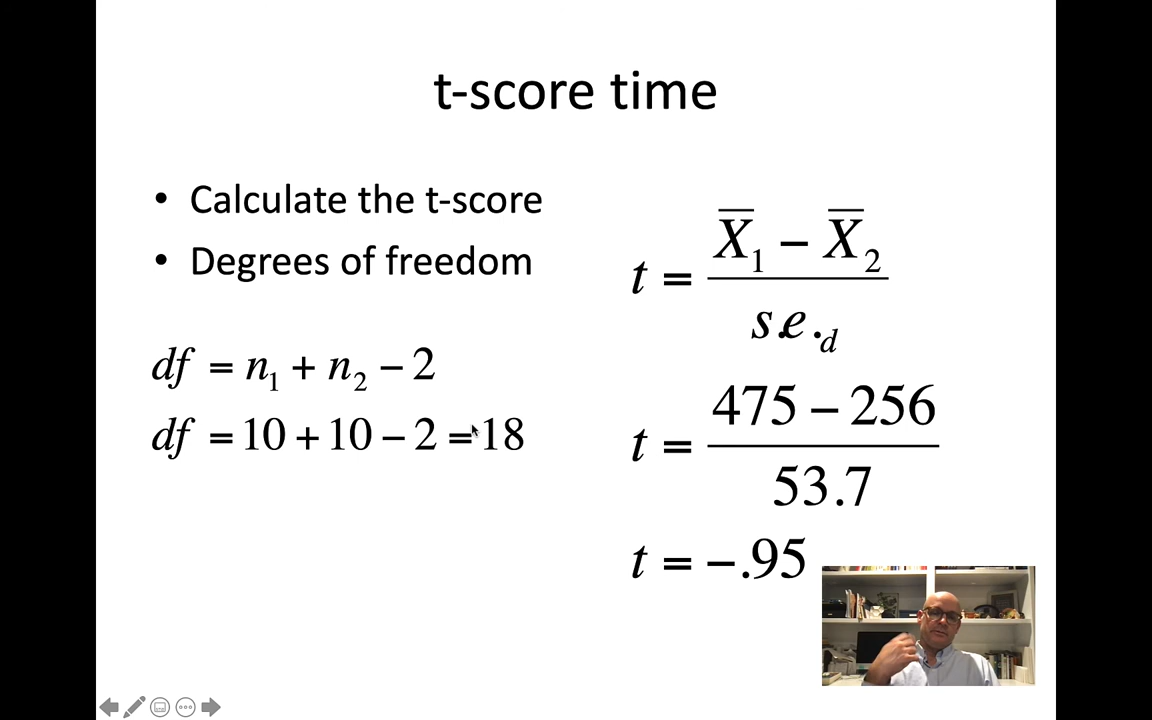 t-score time
• Calculate the t-score
• Degrees of freedom
df = n₁ + n₂ − 2
df = 10 + 10 − 2 = 18
t = (X̄₁ − X̄₂) / s.e.d
t = (475 − 256) / 53.7
t = −.95